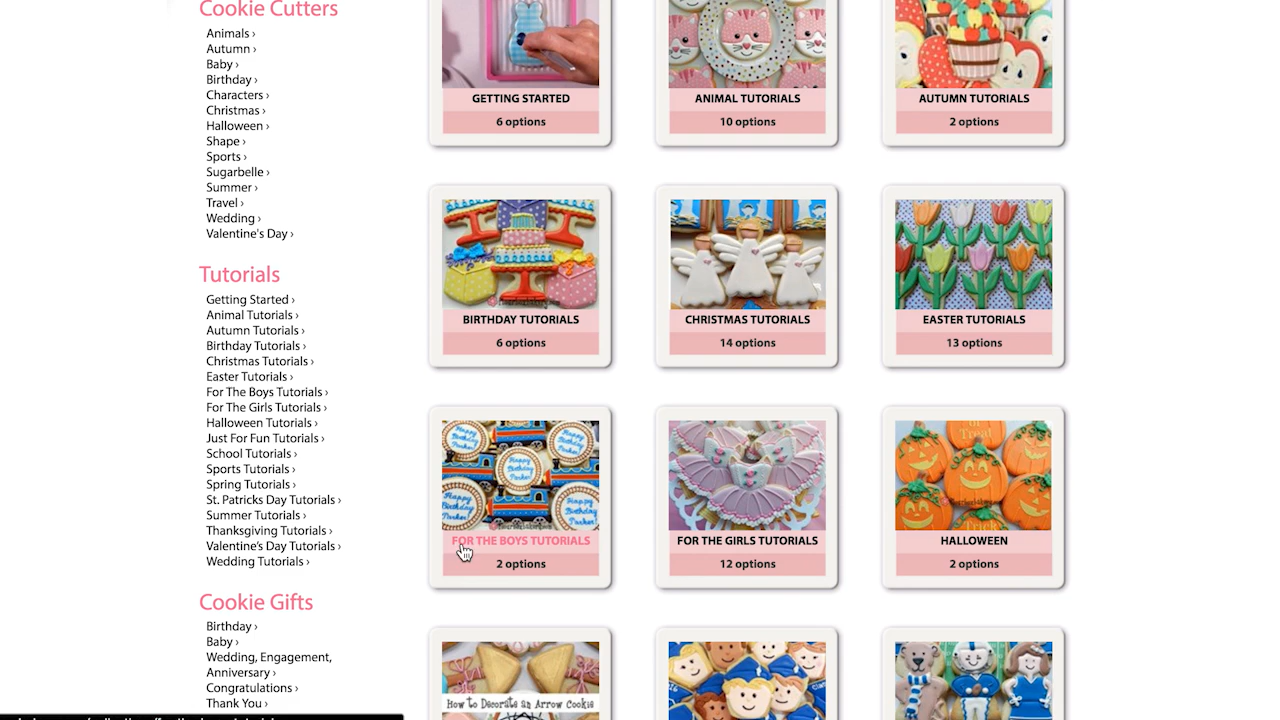 Cookie Cutters
Animals ›
Autumn ›
Baby ›
Birthday ›
Characters ›
Christmas ›
Halloween ›
Shape ›
Sports ›
Sugarbelle ›
Summer ›
Travel ›
Wedding ›
Valentine's Day ›
Tutorials
Getting Started ›
Animal Tutorials ›
Autumn Tutorials ›
Birthday Tutorials ›
Christmas Tutorials ›
Easter Tutorials ›
For The Boys Tutorials ›
For The Girls Tutorials ›
Halloween Tutorials ›
Just For Fun Tutorials ›
School Tutorials ›
Sports Tutorials ›
Spring Tutorials ›
St. Patricks Day Tutorials ›
Summer Tutorials ›
Thanksgiving Tutorials ›
Valentine's Day Tutorials ›
Wedding Tutorials ›
Cookie Gifts
Birthday ›
Baby ›
Wedding, Engagement,
Anniversary ›
Congratulations ›
Thank You ›
GETTING STARTED
6 options
ANIMAL TUTORIALS
10 options
AUTUMN TUTORIALS
2 options
BIRTHDAY TUTORIALS
6 options
CHRISTMAS TUTORIALS
14 options
EASTER TUTORIALS
13 options
Happy
Birthday
Parker!
FOR THE BOYS TUTORIALS
2 options
FOR THE GIRLS TUTORIALS
12 options
Treat
Trick
HALLOWEEN
2 options
How to Decorate an Arrow Cookie